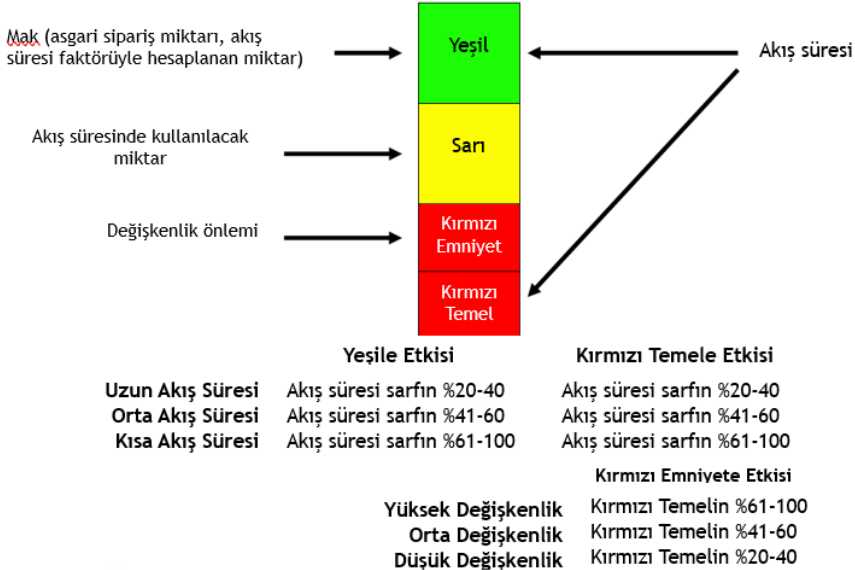 Mak (asgari sipariş miktarı, akış
süresi faktörüyle hesaplanan miktar)
Yeşil
Akış süresi
Akış süresinde kullanılacak
miktar
Sarı
Değişkenlik önlemi
Kırmızı
Emniyet
Kırmızı
Temel
Yeşile Etkisi
Kırmızı Temele Etkisi
Uzun Akış Süresi Akış süresi sarfın %20-40 Akış süresi sarfın %20-40
Orta Akış Süresi Akış süresi sarfın %41-60 Akış süresi sarfın %41-60
Kısa Akış Süresi Akış süresi sarfın %61-100 Akış süresi sarfın %61-100
Kırmızı Emniyete Etkisi
Yüksek Değişkenlik Kırmızı Temelin %61-100
Orta Değişkenlik Kırmızı Temelin %41-60
Düşük Değişkenlik Kırmızı Temelin %20-40